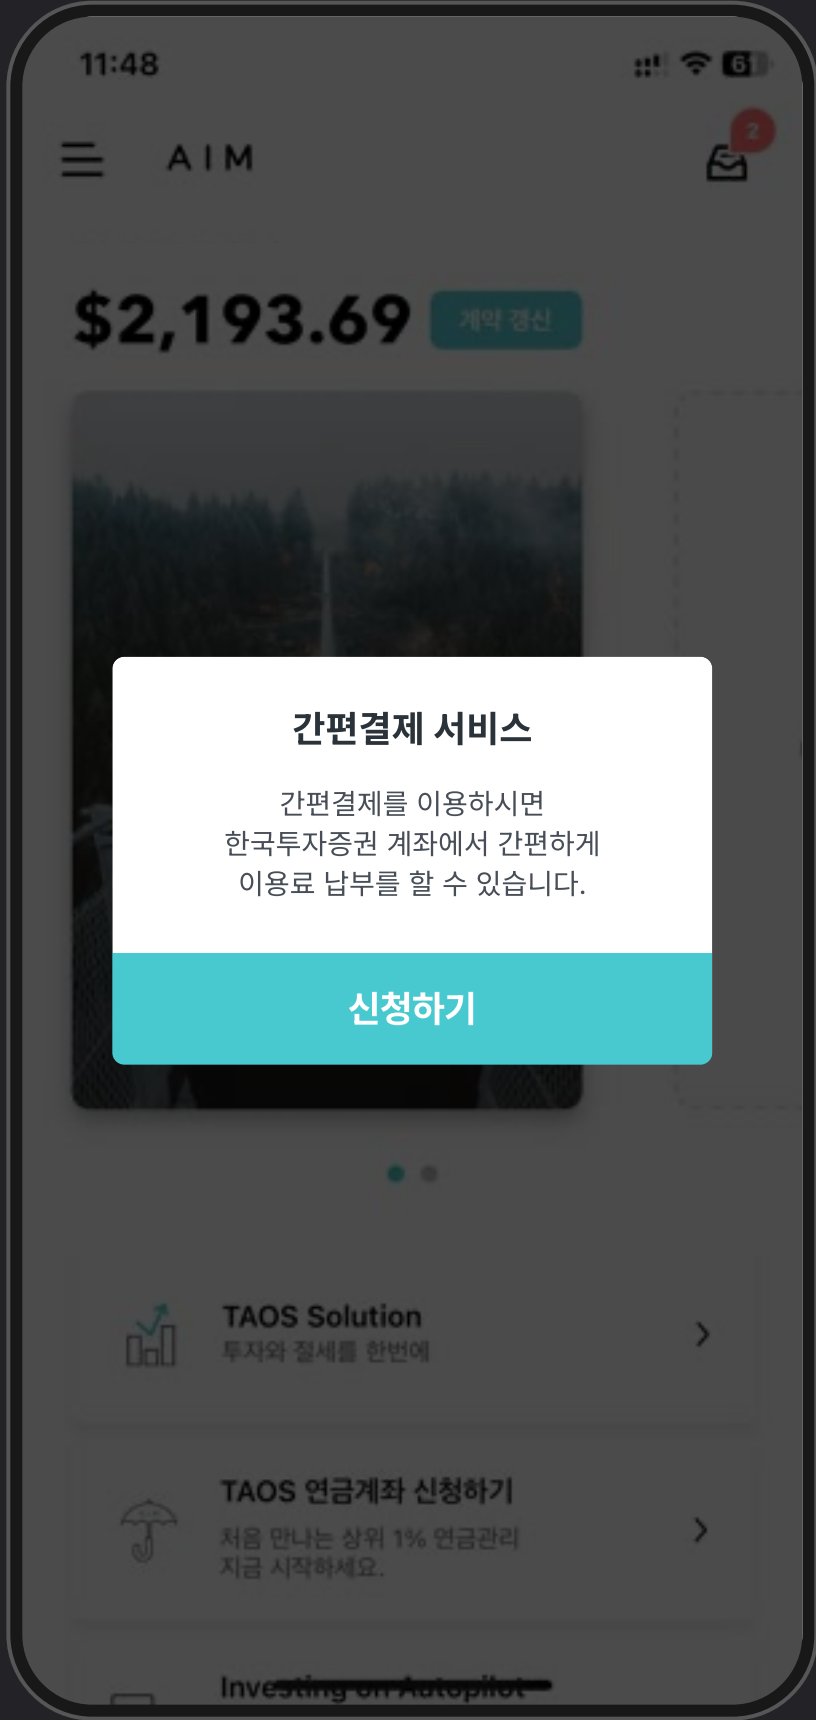 11:48
61
AIM
2
$2,193.69
계약 갱신
간편결제 서비스
간편결제를 이용하시면
한국투자증권 계좌에서 간편하게
이용료 납부를 할 수 있습니다.
신청하기
TAOS Solution
투자와 절세를 한번에
TAOS 연금계좌 신청하기
처음 만나는 상위 1% 연금관리
지금 시작하세요.
Investing on Autopilot